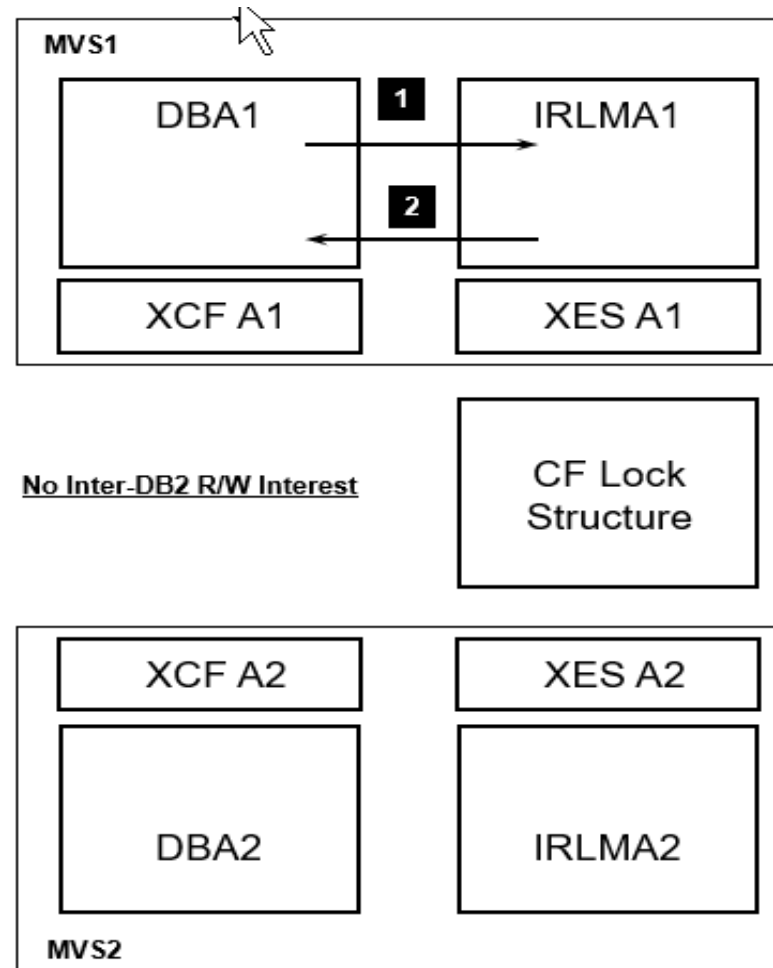 MVS1
DBA1
1
IRLMA1
2
XCF A1
XES A1
No Inter-DB2 R/W Interest
CF Lock
Structure
XCF A2
XES A2
DBA2
IRLMA2
MVS2